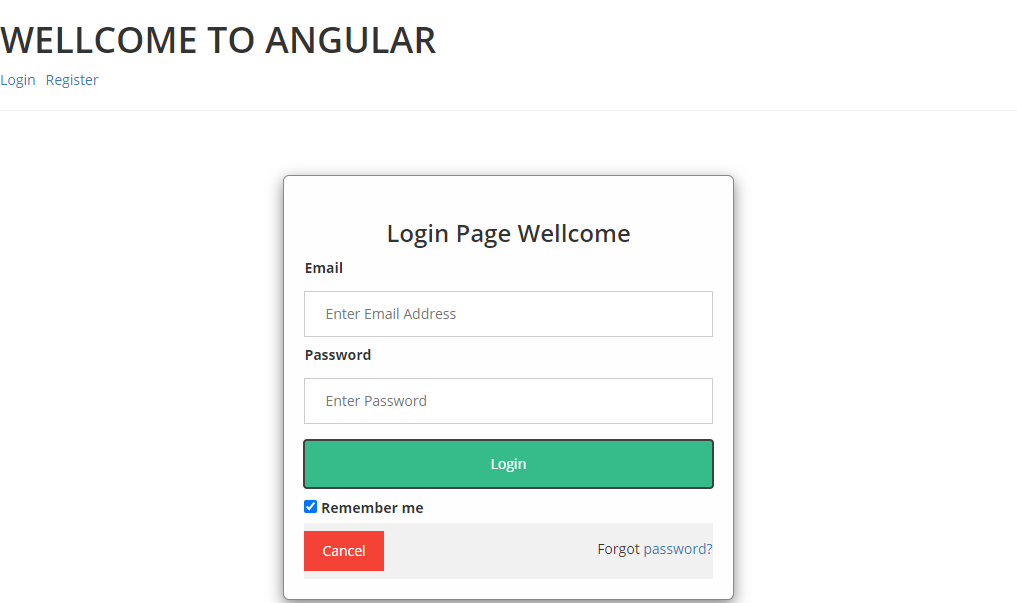 WELLCOME TO ANGULAR
Login Register
Login Page Wellcome
Email
Enter Email Address
Password
Enter Password
Login
Remember me
Cancel Forgot password?